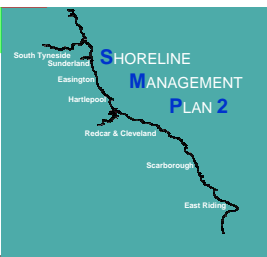 SHORELINE
MANAGEMENT
PLAN 2
South Tyneside
Sunderland
Easington
Hartlepool
Redcar & Cleveland
Scarborough
East Riding